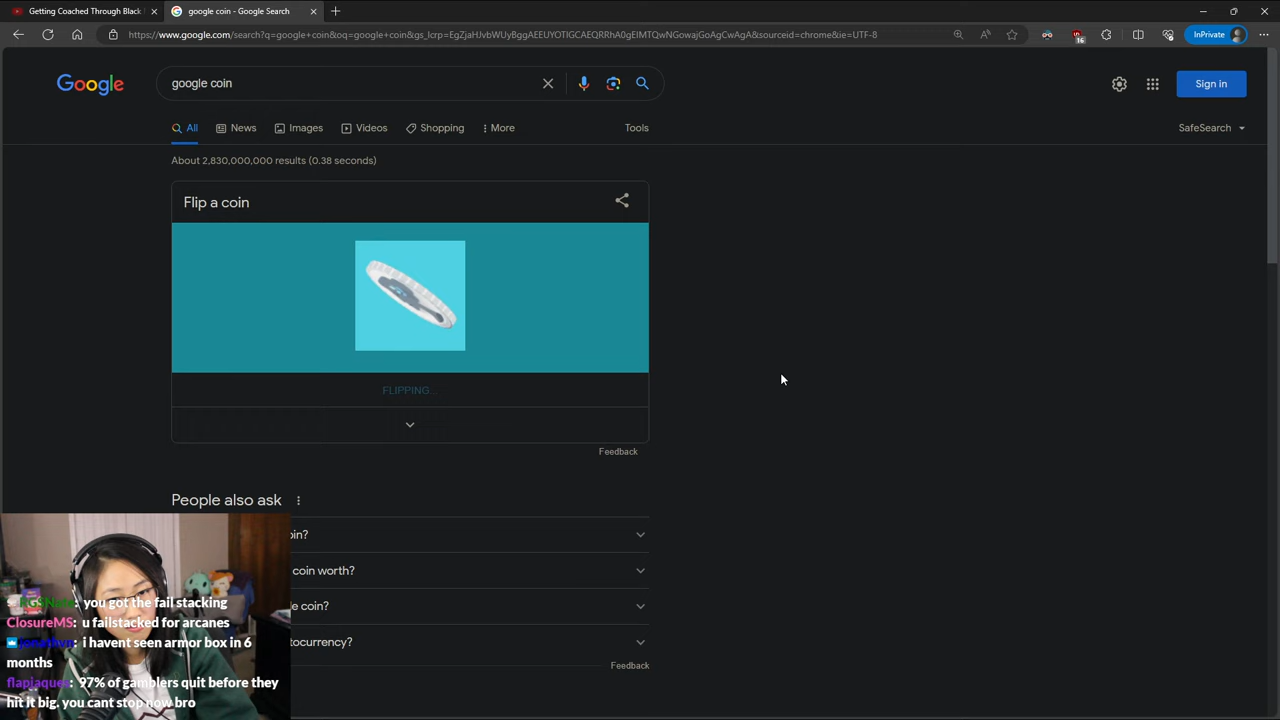 Getting Coached Through Black
google coin - Google Search
https://www.google.com/search?q=google+coin&oq=google+coin&gs_lcrp=EgZjaHJvbWUyBggAEEUYOTIGCAEQRRhA0gEIMTQwNGowajGoAgCwAgA&sourceid=chrome&ie=UTF-8
16
InPrivate
Google
google coin
Sign in
All
News
Images
Videos
Shopping
More
Tools
SafeSearch
About 2,830,000,000 results (0.38 seconds)
Flip a coin
FLIPPING...
Feedback
People also ask
oin?
coin worth?
le coin?
tocurrency?
Feedback
you got the fail stacking
ClosureMS: u failstacked for arcanes
i havent seen armor box in 6
months
flapjaques: 97% of gamblers quit before they
hit it big. you cant stop now bro